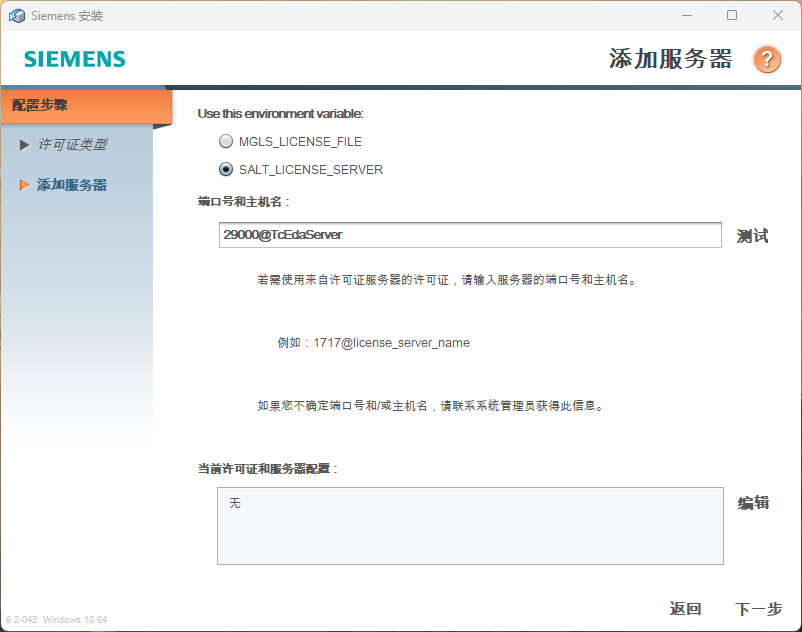 Siemens 安装
SIEMENS
添加服务器
?
配置步骤
许可证类型
添加服务器
Use this environment variable:
MGLS_LICENSE_FILE
SALT_LICENSE_SERVER
端口号和主机名：
29000@TcEdaServer
测试
若需使用来自许可证服务器的许可证，请输入服务器的端口号和主机名。
例如：1717@license_server_name
如果您不确定端口号和/或主机名，请联系系统管理员获得此信息。
当前许可证和服务器配置：
无
编辑
返回
下一步
6.2-042 Windows 10 64